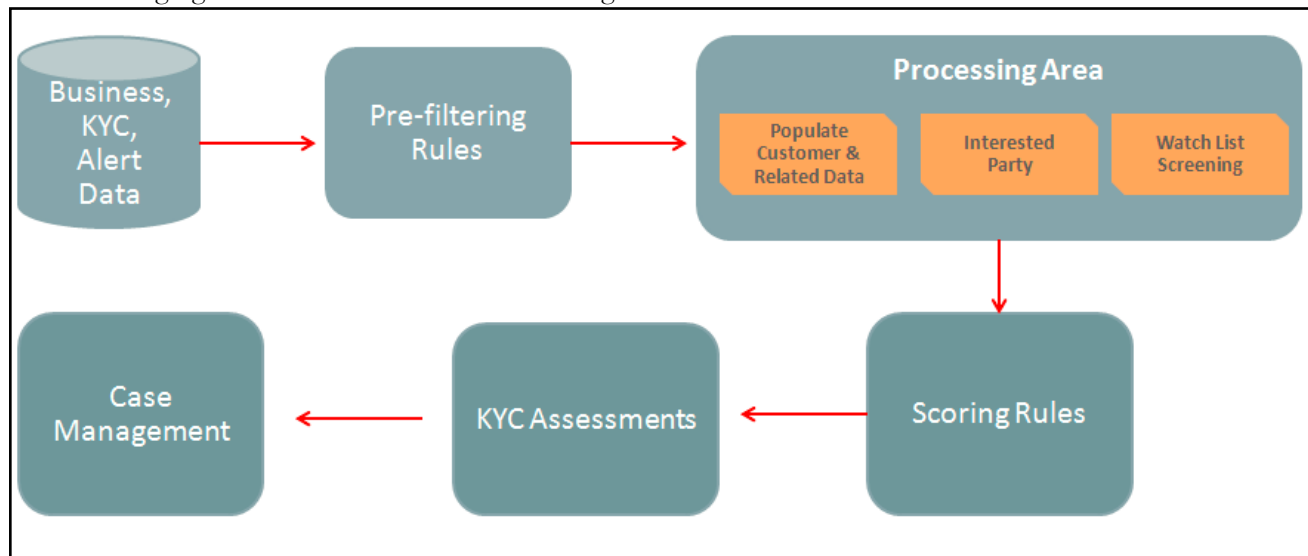 Business,
KYC,
Alert
Data
Pre-filtering
Rules
Processing Area
Populate
Customer &
Related Data
Interested
Party
Watch List
Screening
Case
Management
KYC Assessments
Scoring Rules